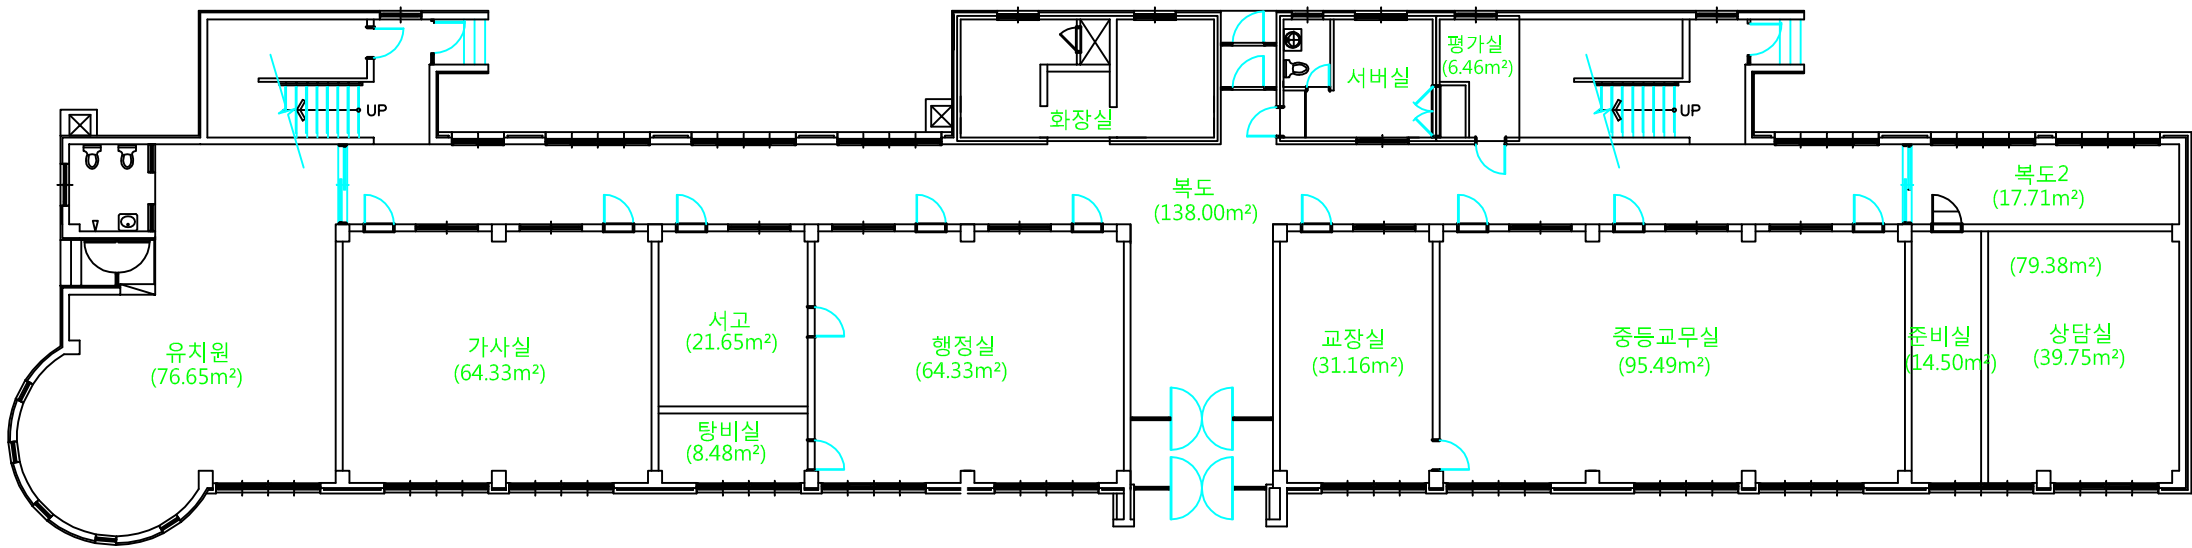 평가실
(6.46m²)
서버실
UP
UP
화장실
복도
(138.00m²)
복도2
(17.71m²)
(79.38m²)
유치원
(76.65m²)
가사실
(64.33m²)
서고
(21.65m²)
행정실
(64.33m²)
교장실
(31.16m²)
중등교무실
(95.49m²)
준비실
(14.50m²)
상담실
(39.75m²)
탕비실
(8.48m²)